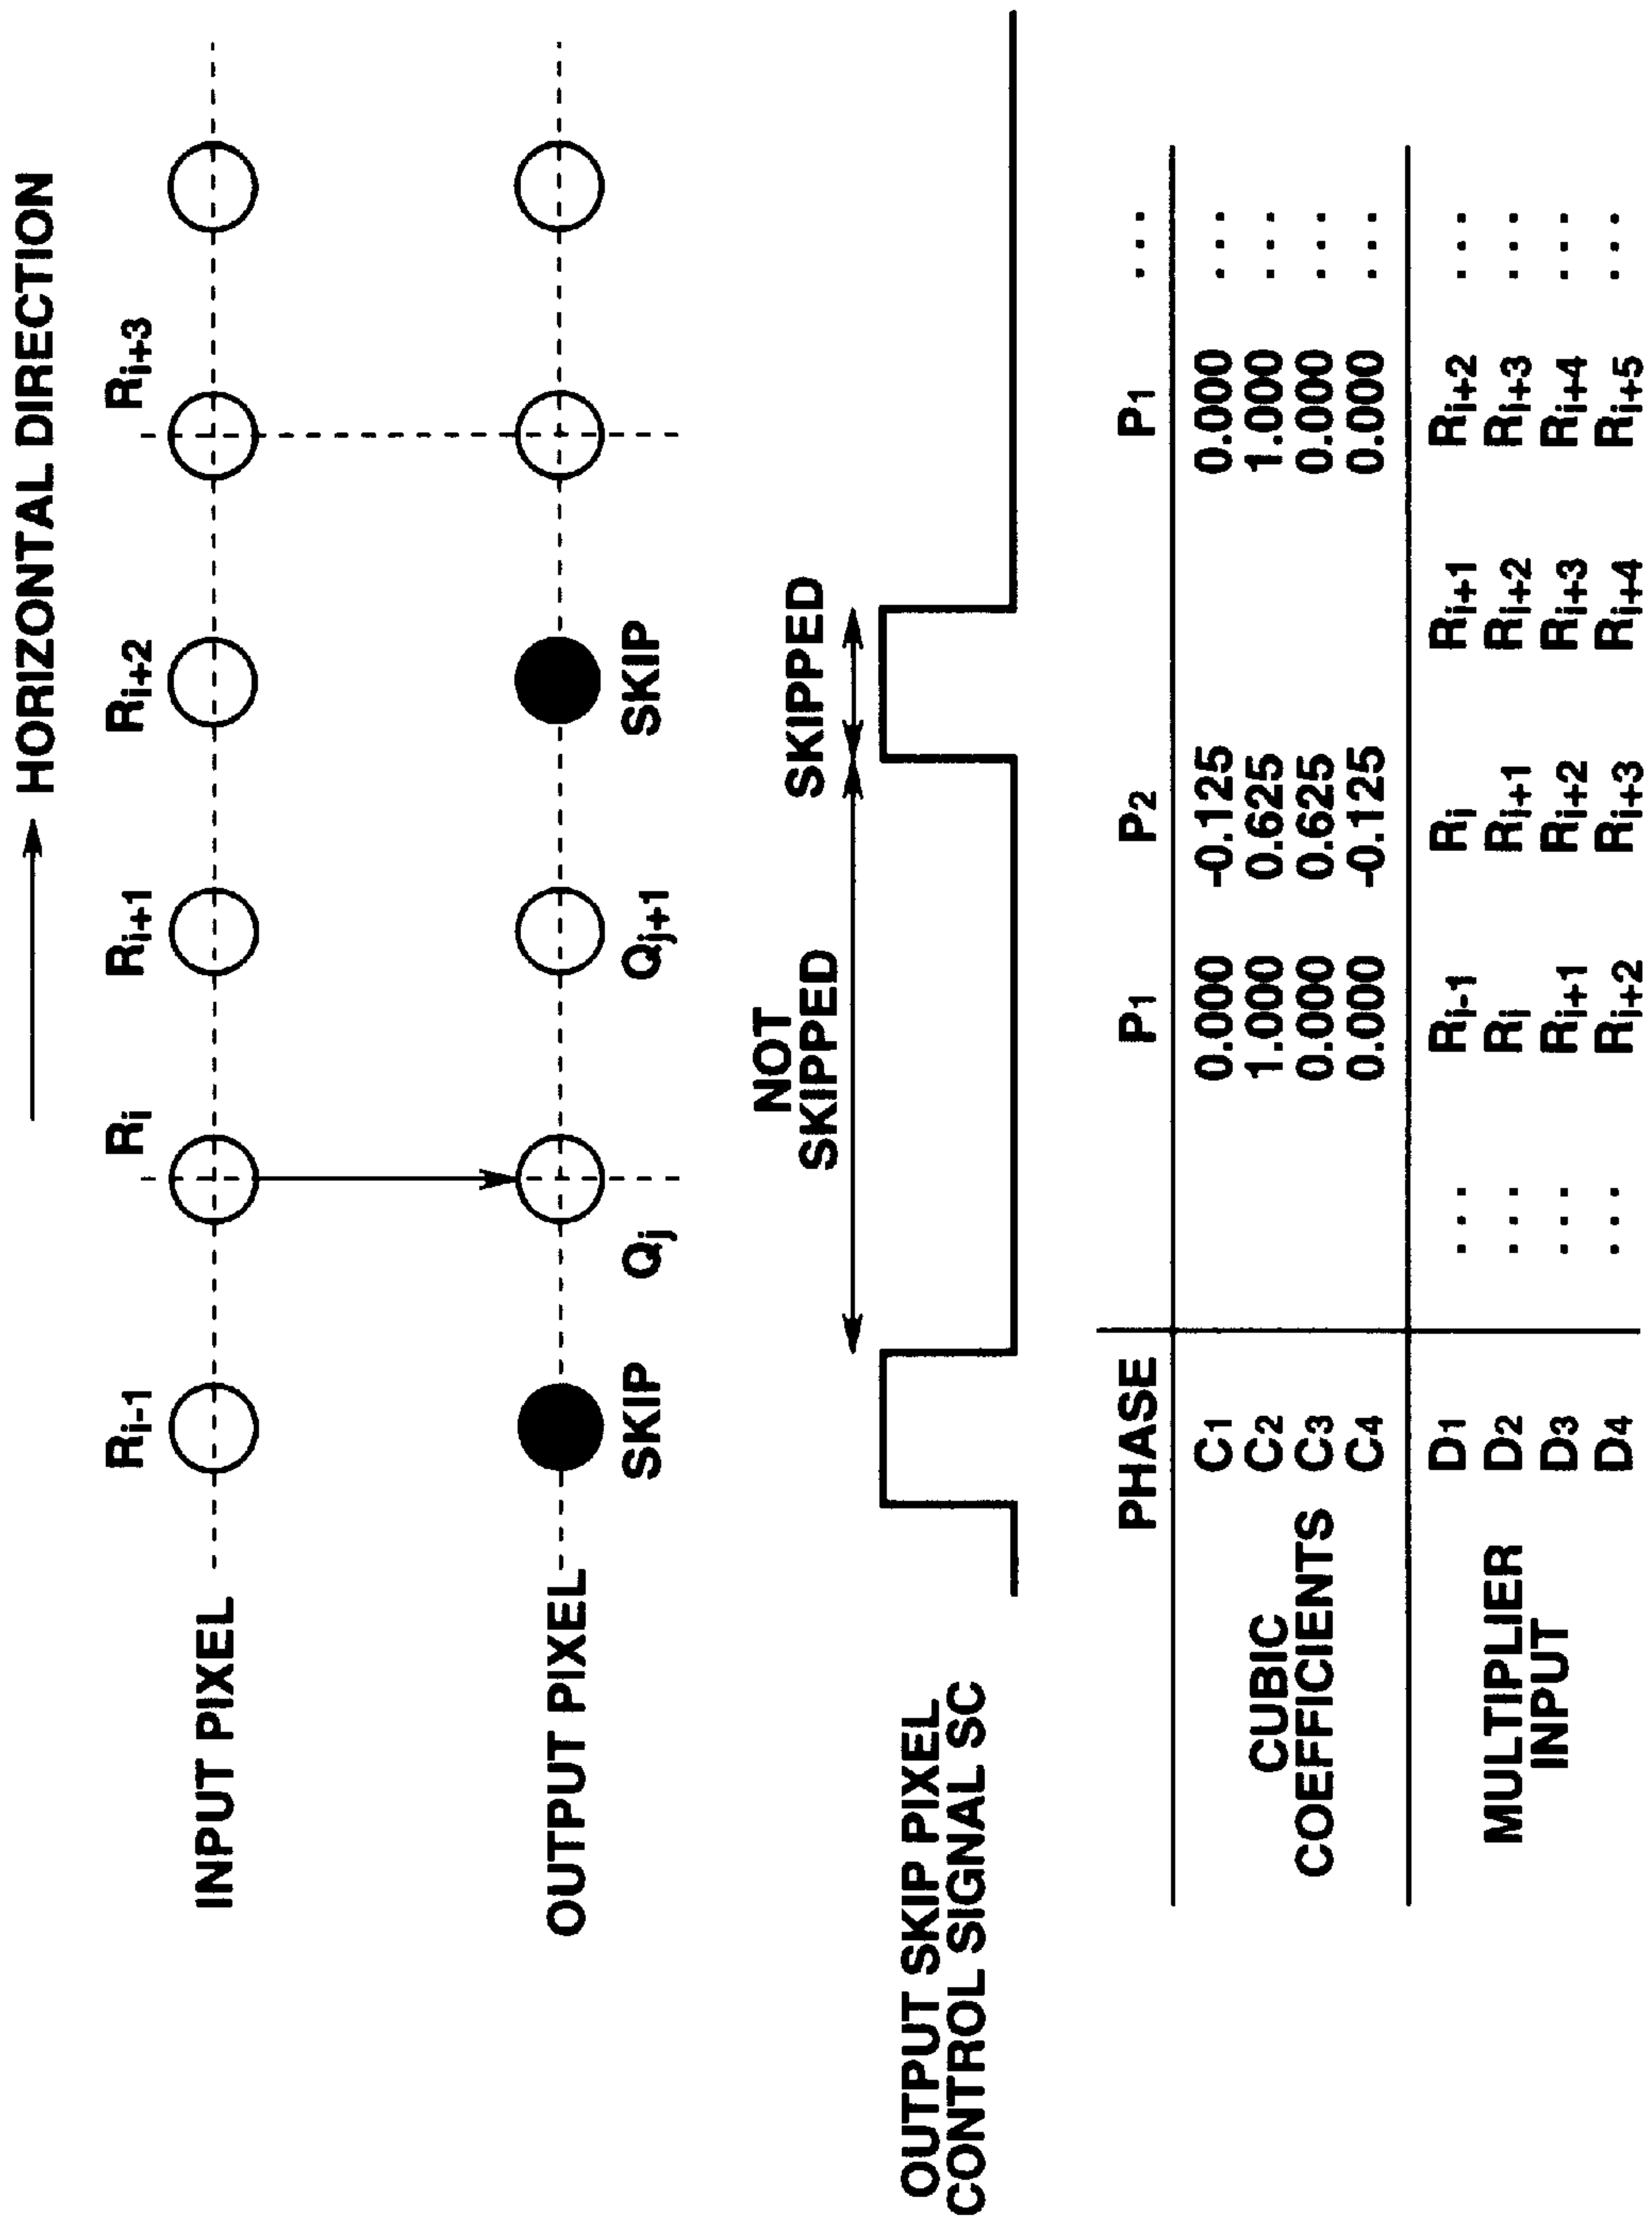 HORIZONTAL DIRECTION
Ri-1 Ri Ri+1 Ri+2 Ri+3
INPUT PIXEL
OUTPUT PIXEL
SKIP Qj Qj+1 SKIP
NOT
SKIPPED SKIPPED
OUTPUT SKIP PIXEL
CONTROL SIGNAL SC
PHASE P1 P2 P1 ...
CUBIC
COEFFICIENTS
C1 0.000 -0.125 0.000 ...
C2 1.000 0.625 1.000 ...
C3 0.000 0.625 0.000 ...
C4 0.000 -0.125 0.000 ...
MULTIPLIER
INPUT
D1 ... Ri-1 Ri Ri+1 Ri+2 ...
D2 ... Ri Ri+1 Ri+2 Ri+3 ...
D3 ... Ri+1 Ri+2 Ri+3 Ri+4 ...
D4 ... Ri+2 Ri+3 Ri+4 Ri+5 ...